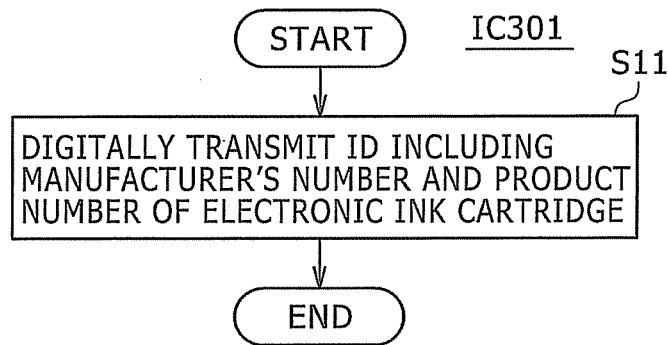 START
IC301
S11
DIGITALLY TRANSMIT ID INCLUDING
MANUFACTURER'S NUMBER AND PRODUCT
NUMBER OF ELECTRONIC INK CARTRIDGE
END